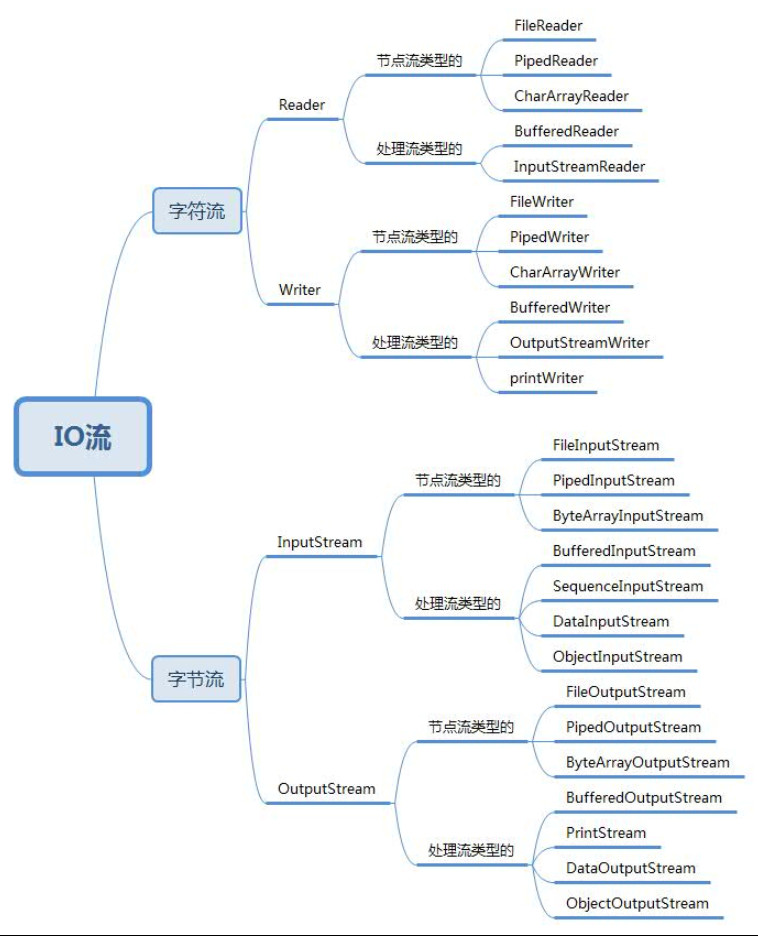 IO流
字符流
Reader
节点流类型的
FileReader
PipedReader
CharArrayReader
处理流类型的
BufferedReader
InputStreamReader
Writer
节点流类型的
FileWriter
PipedWriter
CharArrayWriter
处理流类型的
BufferedWriter
OutputStreamWriter
printWriter
字节流
InputStream
节点流类型的
FileInputStream
PipedInputStream
ByteArrayInputStream
处理流类型的
BufferedInputStream
SequenceInputStream
DataInputStream
ObjectInputStream
OutputStream
节点流类型的
FileOutputStream
PipedOutputStream
ByteArrayOutputStream
处理流类型的
BufferedOutputStream
PrintStream
DataOutputStream
ObjectOutputStream